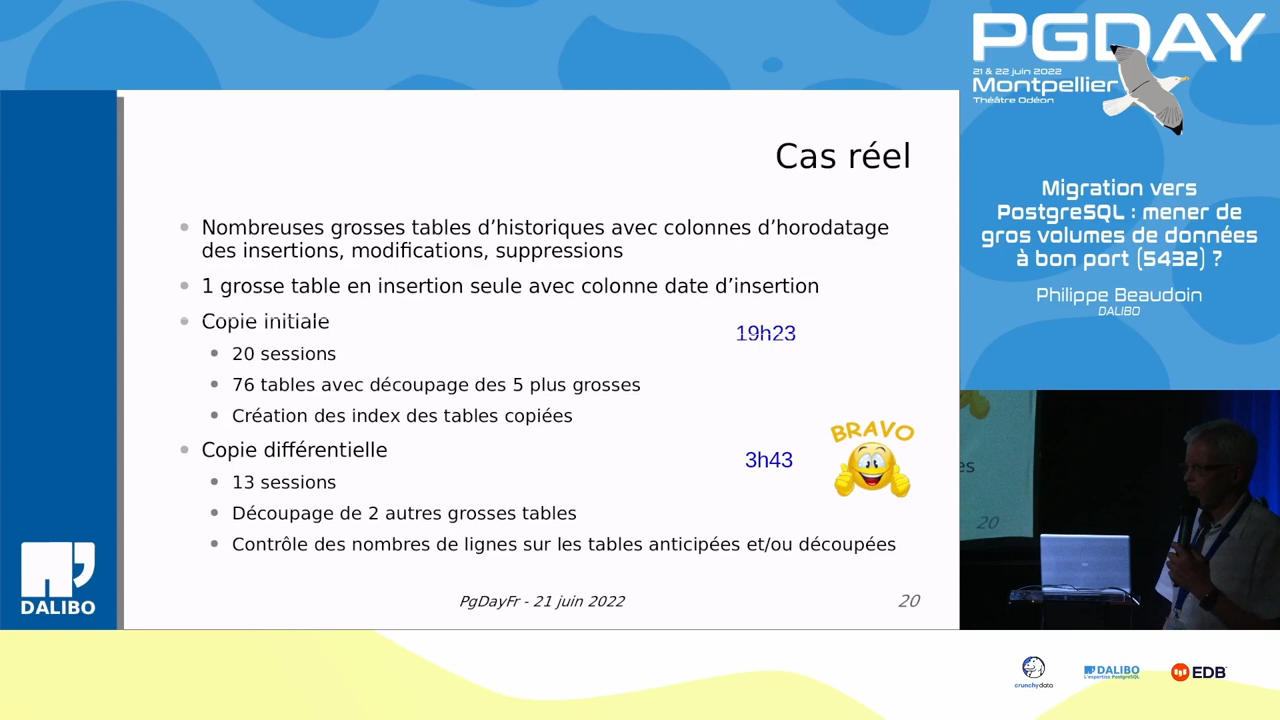 PGDAY
21 & 22 juin 2022
Montpellier
Théâtre Odéon
Migration vers
PostgreSQL : mener de
gros volumes de données
à bon port (5432) ?
Philippe Beaudoin
DALIBO
Cas réel
Nombreuses grosses tables d’historiques avec colonnes d’horodatage
des insertions, modifications, suppressions
1 grosse table en insertion seule avec colonne date d’insertion
Copie initiale
19h23
20 sessions
76 tables avec découpage des 5 plus grosses
Création des index des tables copiées
Copie différentielle
3h43
BRAVO
13 sessions
Découpage de 2 autres grosses tables
Contrôle des nombres de lignes sur les tables anticipées et/ou découpées
PgDayFr - 21 juin 2022
20
DALIBO
es
20
crunchydata
DALIBO
L'expertise PostgreSQL
EDB